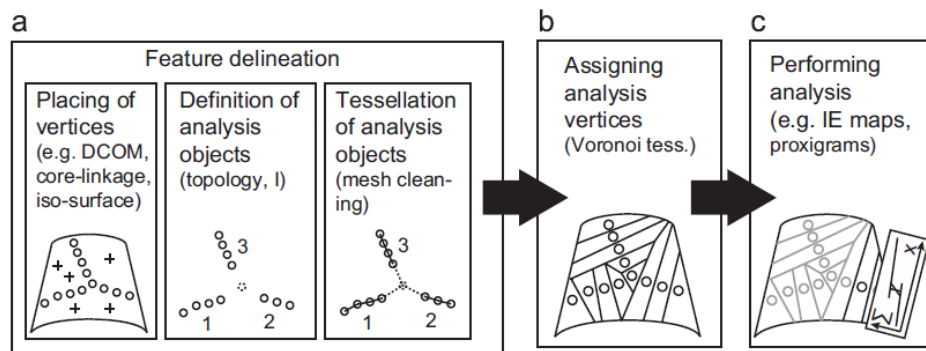 a
Feature delineation
Placing of
vertices
(e.g. DCOM,
core-linkage,
iso-surface)
Definition of
analysis
objects
(topology, I)
3
1
2
Tessellation
of analysis
objects
(mesh clean-
ing)
3
1
2
b
Assigning
analysis
vertices
(Voronoi tess.)
c
Performing
analysis
(e.g. IE maps,
proxigrams)
Σ
x